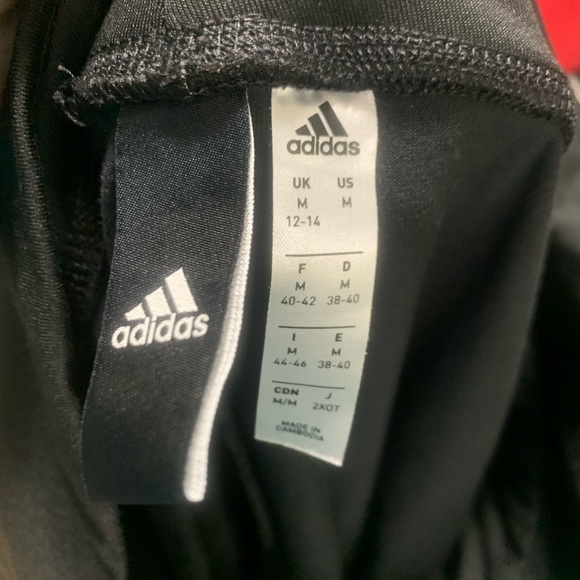 adidas
adidas
UK US
M M
12-14
F D
M M
40-42 38-40
I E
M M
44-46 38-40
CDN J
M/M 2XOT
MADE IN
CAMBODIA